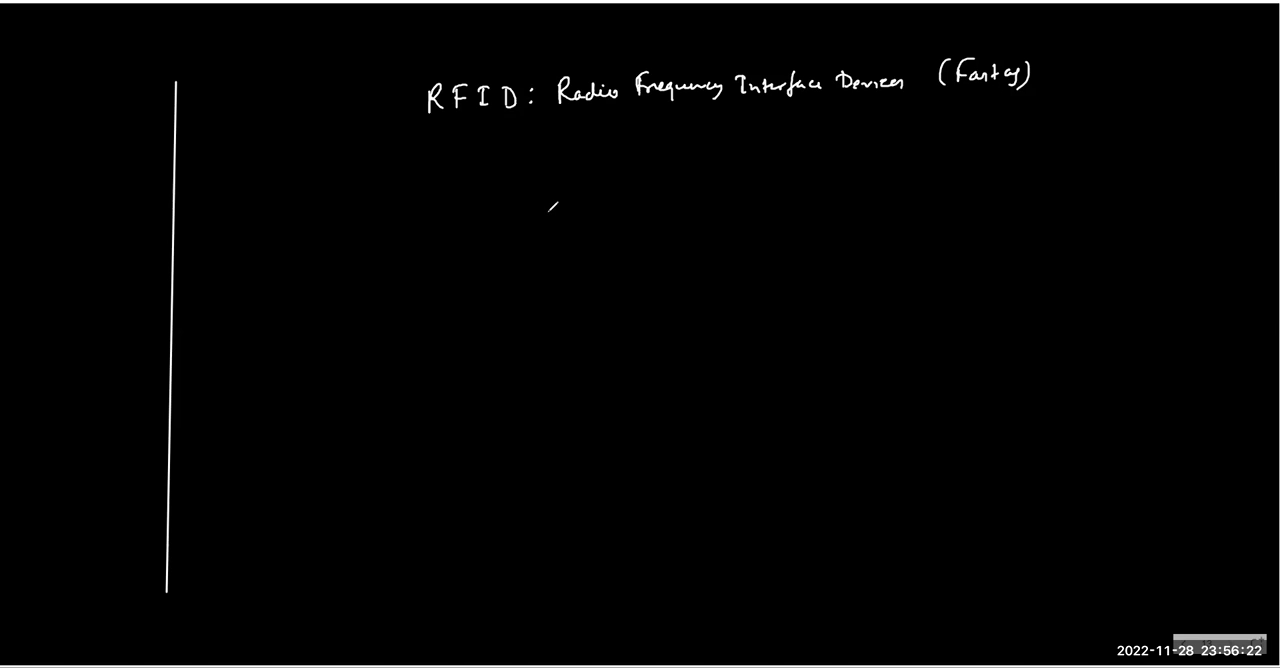 RFID: Radio Frequency Interface Devices (Fastag)
2022-11-28 23:56:22